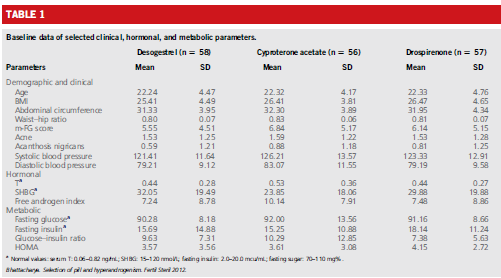 TABLE 1
Baseline data of selected clinical, hormonal, and metabolic parameters.
Desogestrel (n = 58) Cyproterone acetate (n = 56) Drospirenone (n = 57)
Parameters Mean SD Mean SD Mean SD
Demographic and clinical
Age 22.24 4.47 22.32 4.17 22.33 4.76
BMI 25.41 4.49 26.41 3.81 26.47 4.65
Abdominal circumference 31.33 3.95 32.30 3.89 31.95 4.34
Waist–hip ratio 0.80 0.07 0.83 0.06 0.81 0.07
m-FG score 5.55 4.51 6.84 5.17 6.14 5.15
Acne 1.53 1.25 1.59 1.22 1.53 1.28
Acanthosis nigricans 0.59 1.21 0.88 1.18 0.81 1.25
Systolic blood pressure 121.41 11.64 126.21 13.57 123.33 12.91
Diastolic blood pressure 79.21 9.12 83.07 11.55 79.19 9.58
Hormonal
Tª 0.44 0.28 0.53 0.36 0.44 0.27
SHBGª 32.05 19.49 23.85 18.06 29.88 19.88
Free androgen index 7.24 8.78 10.14 7.91 7.48 8.86
Metabolic
Fasting glucoseª 90.28 8.18 92.00 13.56 91.16 8.66
Fasting insulinª 15.69 14.88 15.25 10.88 18.14 11.24
Glucose–insulin ratio 9.63 7.31 10.29 12.85 7.38 5.63
HOMA 3.57 3.56 3.61 3.08 4.15 2.72
ª Normal values: serum T: 0.06–0.82 ng/mL; SHBG: 15–120 nmol/L; fasting insulin: 2.0–20.0 mcu/mL; fasting sugar: 70–110 mg%.
Bhattacharya. Selection of pill and hyperandrogenism. Fertil Steril 2012.